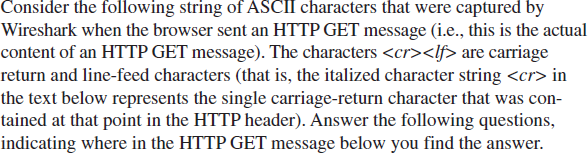 Consider the following string of ASCII characters that were captured by
Wireshark when the browser sent an HTTP GET message (i.e., this is the actual
content of an HTTP GET message). The characters <cr><lf> are carriage
return and line-feed characters (that is, the italized character string <cr> in
the text below represents the single carriage-return character that was con-
tained at that point in the HTTP header). Answer the following questions,
indicating where in the HTTP GET message below you find the answer.